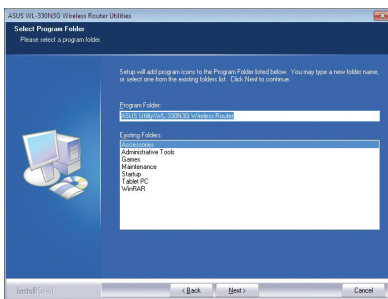 ASUS WL-330N3G Wireless Router Utilities
Select Program Folder
Please select a program folder.
Setup will add program icons to the Program Folder listed below. You may type a new folder name,
or select one from the existing folders list. Click Next to continue.
Program Folder:
ASUS Utility\WL-330N3G Wireless Router
Existing Folders:
Accessories
Administrative Tools
Games
Maintenance
Startup
Tablet PC
WinRAR
InstallShield
< Back
Next >
Cancel